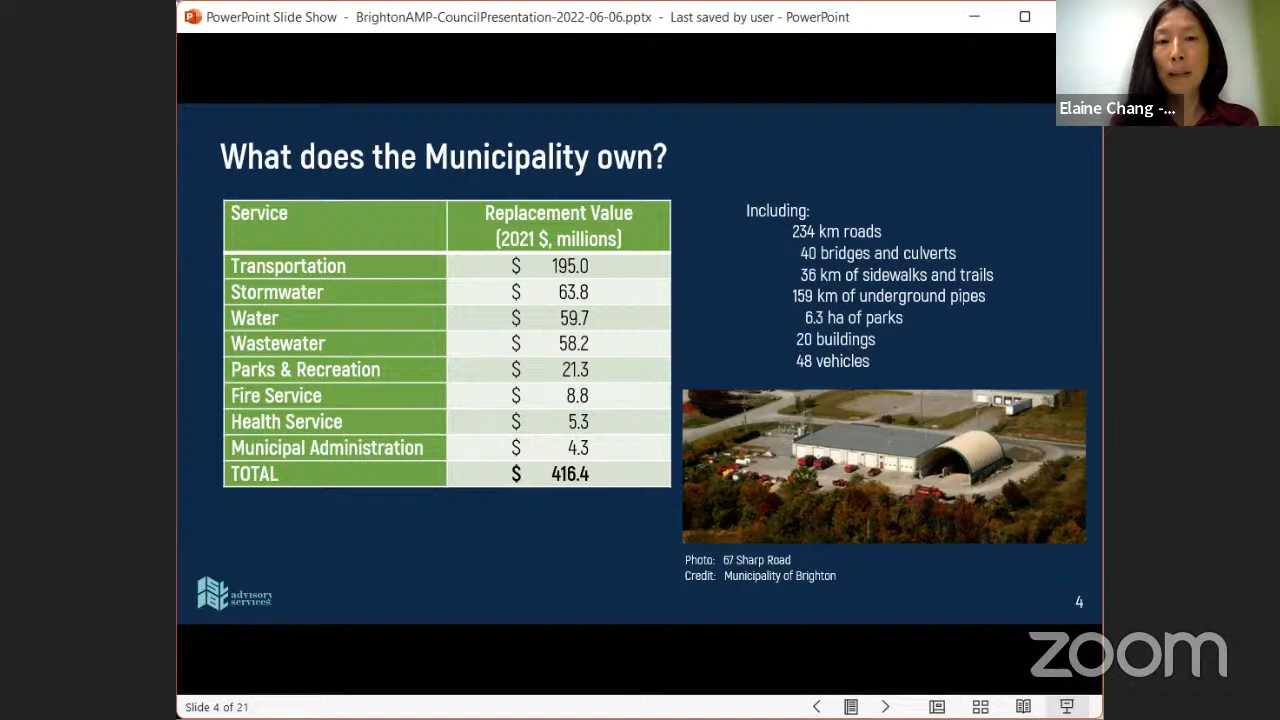 PowerPoint Slide Show - BrightonAMP-CouncilPresentation-2022-06-06.pptx - Last saved by user - PowerPoint
Elaine Chang -...
What does the Municipality own?
Service Replacement Value
(2021 $, millions)
Transportation $ 195.0
Stormwater $ 63.8
Water $ 59.7
Wastewater $ 58.2
Parks & Recreation $ 21.3
Fire Service $ 8.8
Health Service $ 5.3
Municipal Administration $ 4.3
TOTAL $ 416.4
Including:
234 km roads
40 bridges and culverts
36 km of sidewalks and trails
159 km of underground pipes
6.3 ha of parks
20 buildings
48 vehicles
Photo: 67 Sharp Road
Credit: Municipality of Brighton
advisory
services
4
zoom
Slide 4 of 21